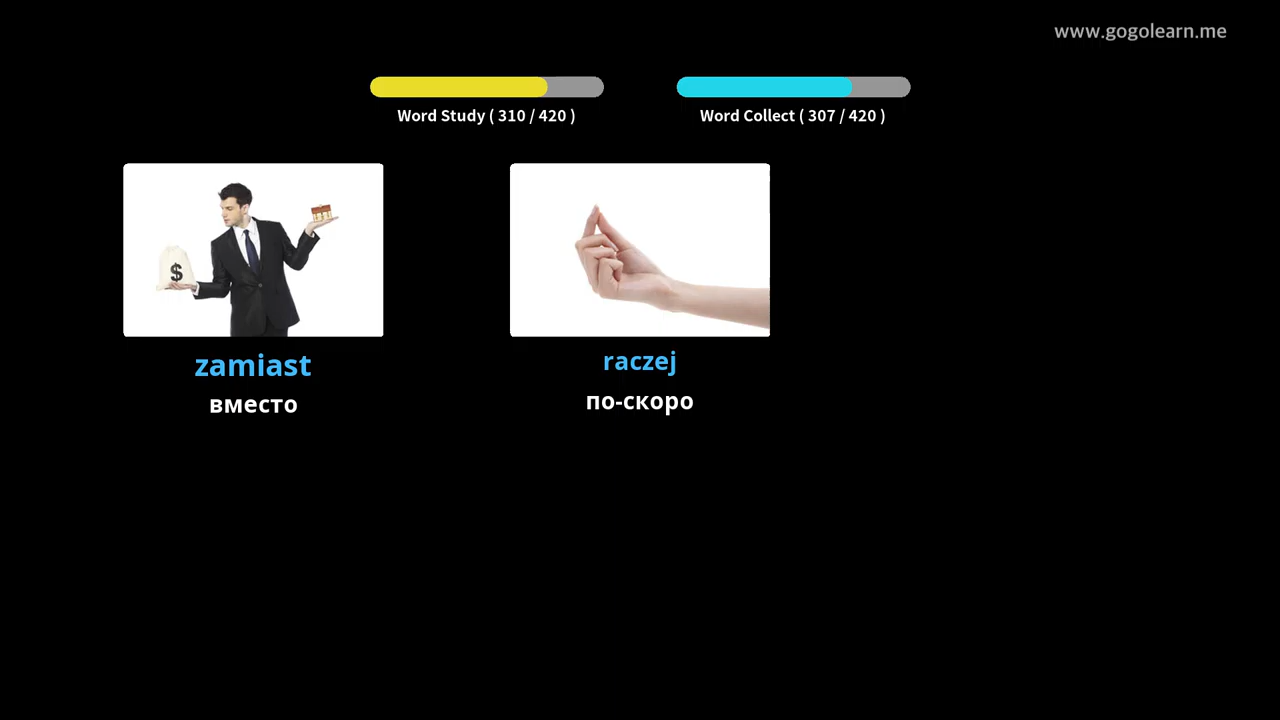 www.gogolearn.me
Word Study ( 310 / 420 )
Word Collect ( 307 / 420 )
$
zamiast
raczej
вместо
по-скоро